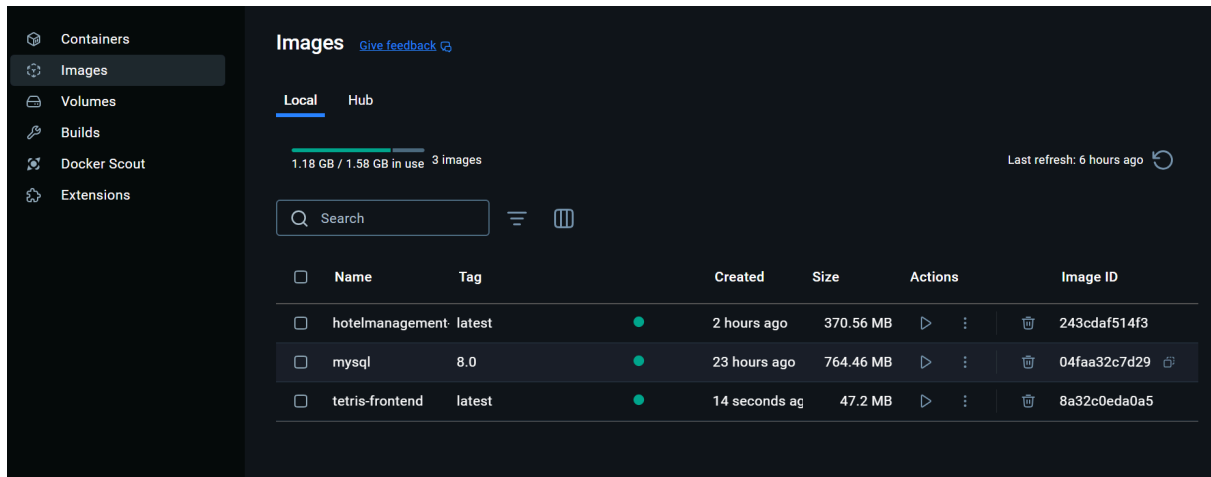 Containers
Images
Volumes
Builds
Docker Scout
Extensions
Images Give feedback
Local Hub
1.18 GB / 1.58 GB in use 3 images Last refresh: 6 hours ago
Search
Name Tag Created Size Actions Image ID
hotelmanagement- latest 2 hours ago 370.56 MB 243cdaf514f3
mysql 8.0 23 hours ago 764.46 MB 04faa32c7d29
tetris-frontend latest 14 seconds ag 47.2 MB 8a32c0eda0a5